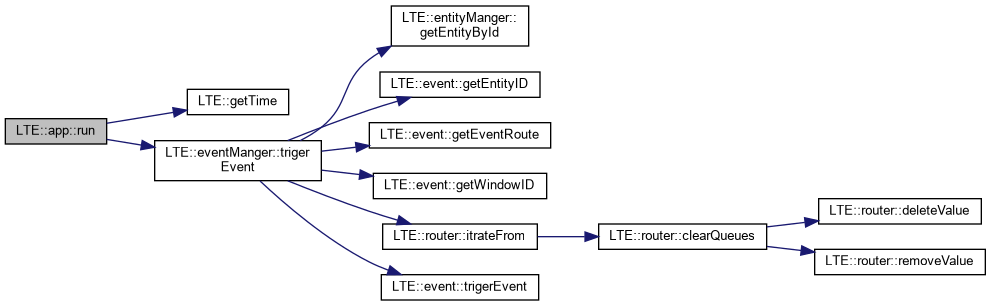 LTE::app::run
LTE::getTime
LTE::eventManger::triger
Event
LTE::entityManger::
getEntityById
LTE::event::getEntityID
LTE::event::getEventRoute
LTE::event::getWindowID
LTE::router::itrateFrom
LTE::event::trigerEvent
LTE::router::clearQueues
LTE::router::deleteValue
LTE::router::removeValue